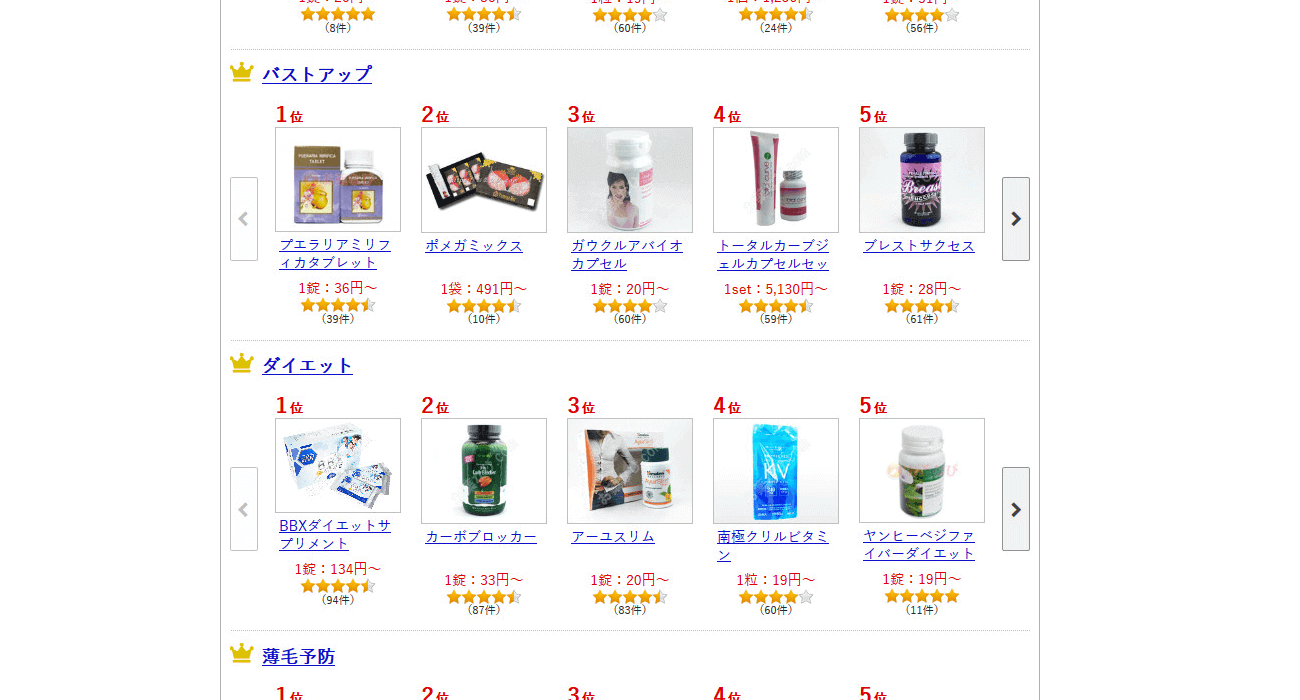 (8件)
(39件)
(60件)
(24件)
(56件)
バストアップ
1位
2位
3位
4位
5位
プエラリアミリフィカタブレット
ポメガミックス
ガウクルアバイオカプセル
トータルカーブジェルカプセルセッ
ブレストサクセス
1錠：36円～
1袋：491円～
1錠：20円～
1set：5,130円～
1錠：28円～
(39件)
(10件)
(60件)
(59件)
(61件)
ダイエット
1位
2位
3位
4位
5位
BBXダイエットサプリメント
カーボブロッカー
アーユスリム
南極クリルビタミン
ヤンヒーベジファイバーダイエット
1錠：134円～
1錠：33円～
1錠：20円～
1粒：19円～
1錠：19円～
(94件)
(87件)
(83件)
(60件)
(11件)
薄毛予防
1位
2位
3位
4位
5位